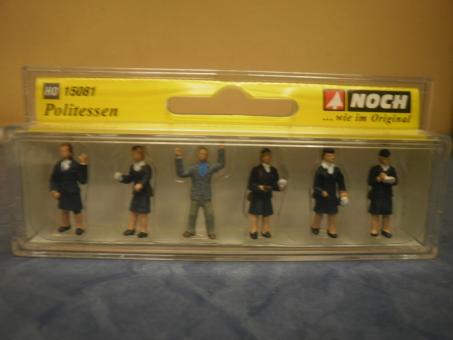 H0 15081
Politessen
NOCH
... wie im Original